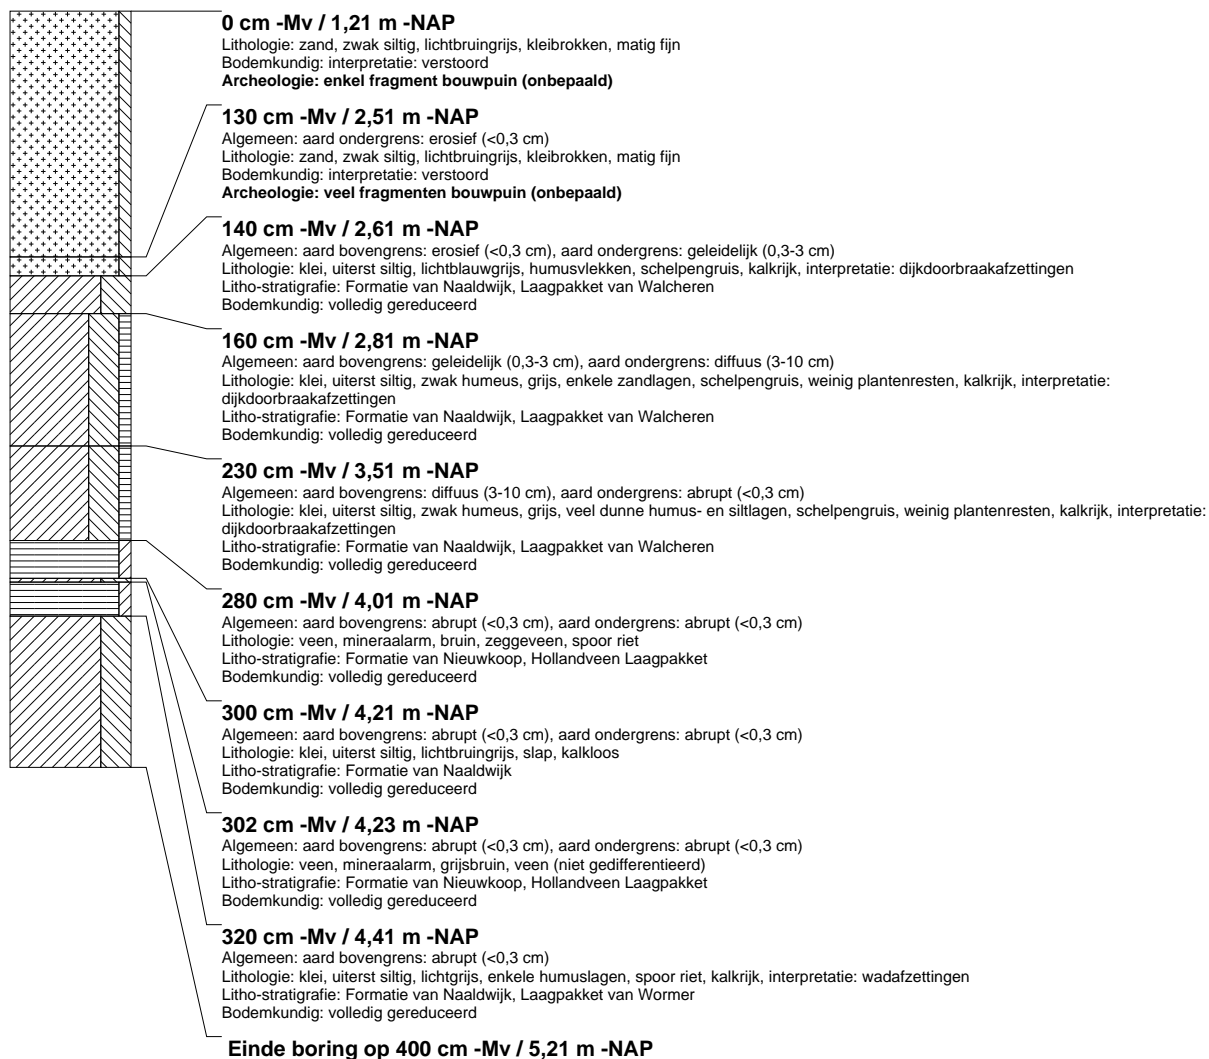 0 cm -Mv / 1,21 m -NAP
Lithologie: zand, zwak siltig, lichtbruingrijs, kleibrokken, matig fijn
Bodemkundig: interpretatie: verstoord
Archeologie: enkel fragment bouwpuin (onbepaald)
130 cm -Mv / 2,51 m -NAP
Algemeen: aard ondergrens: erosief (<0,3 cm)
Lithologie: zand, zwak siltig, lichtbruingrijs, kleibrokken, matig fijn
Bodemkundig: interpretatie: verstoord
Archeologie: veel fragmenten bouwpuin (onbepaald)
140 cm -Mv / 2,61 m -NAP
Algemeen: aard bovengrens: erosief (<0,3 cm), aard ondergrens: geleidelijk (0,3-3 cm)
Lithologie: klei, uiterst siltig, lichtblauwgrijs, humusvlekken, schelpengruis, kalkrijk, interpretatie: dijkdoorbraakafzettingen
Litho-stratigrafie: Formatie van Naaldwijk, Laagpakket van Walcheren
Bodemkundig: volledig gereduceerd
160 cm -Mv / 2,81 m -NAP
Algemeen: aard bovengrens: geleidelijk (0,3-3 cm), aard ondergrens: diffuus (3-10 cm)
Lithologie: klei, uiterst siltig, zwak humeus, grijs, enkele zandlagen, schelpengruis, weinig plantenresten, kalkrijk, interpretatie:
dijkdoorbraakafzettingen
Litho-stratigrafie: Formatie van Naaldwijk, Laagpakket van Walcheren
Bodemkundig: volledig gereduceerd
230 cm -Mv / 3,51 m -NAP
Algemeen: aard bovengrens: diffuus (3-10 cm), aard ondergrens: abrupt (<0,3 cm)
Lithologie: klei, uiterst siltig, zwak humeus, grijs, veel dunne humus- en siltlagen, schelpengruis, weinig plantenresten, kalkrijk, interpretatie:
dijkdoorbraakafzettingen
Litho-stratigrafie: Formatie van Naaldwijk, Laagpakket van Walcheren
Bodemkundig: volledig gereduceerd
280 cm -Mv / 4,01 m -NAP
Algemeen: aard bovengrens: abrupt (<0,3 cm), aard ondergrens: abrupt (<0,3 cm)
Lithologie: veen, mineraalarm, bruin, zeggeveen, spoor riet
Litho-stratigrafie: Formatie van Nieuwkoop, Hollandveen Laagpakket
Bodemkundig: volledig gereduceerd
300 cm -Mv / 4,21 m -NAP
Algemeen: aard bovengrens: abrupt (<0,3 cm), aard ondergrens: abrupt (<0,3 cm)
Lithologie: klei, uiterst siltig, lichtbruingrijs, slap, kalkloos
Litho-stratigrafie: Formatie van Naaldwijk
Bodemkundig: volledig gereduceerd
302 cm -Mv / 4,23 m -NAP
Algemeen: aard bovengrens: abrupt (<0,3 cm), aard ondergrens: abrupt (<0,3 cm)
Lithologie: veen, mineraalarm, grijsbruin, veen (niet gedifferentieerd)
Litho-stratigrafie: Formatie van Nieuwkoop, Hollandveen Laagpakket
Bodemkundig: volledig gereduceerd
320 cm -Mv / 4,41 m -NAP
Algemeen: aard bovengrens: abrupt (<0,3 cm)
Lithologie: klei, uiterst siltig, lichtgrijs, enkele humuslagen, spoor riet, kalkrijk, interpretatie: wadafzettingen
Litho-stratigrafie: Formatie van Naaldwijk, Laagpakket van Wormer
Bodemkundig: volledig gereduceerd
Einde boring op 400 cm -Mv / 5,21 m -NAP